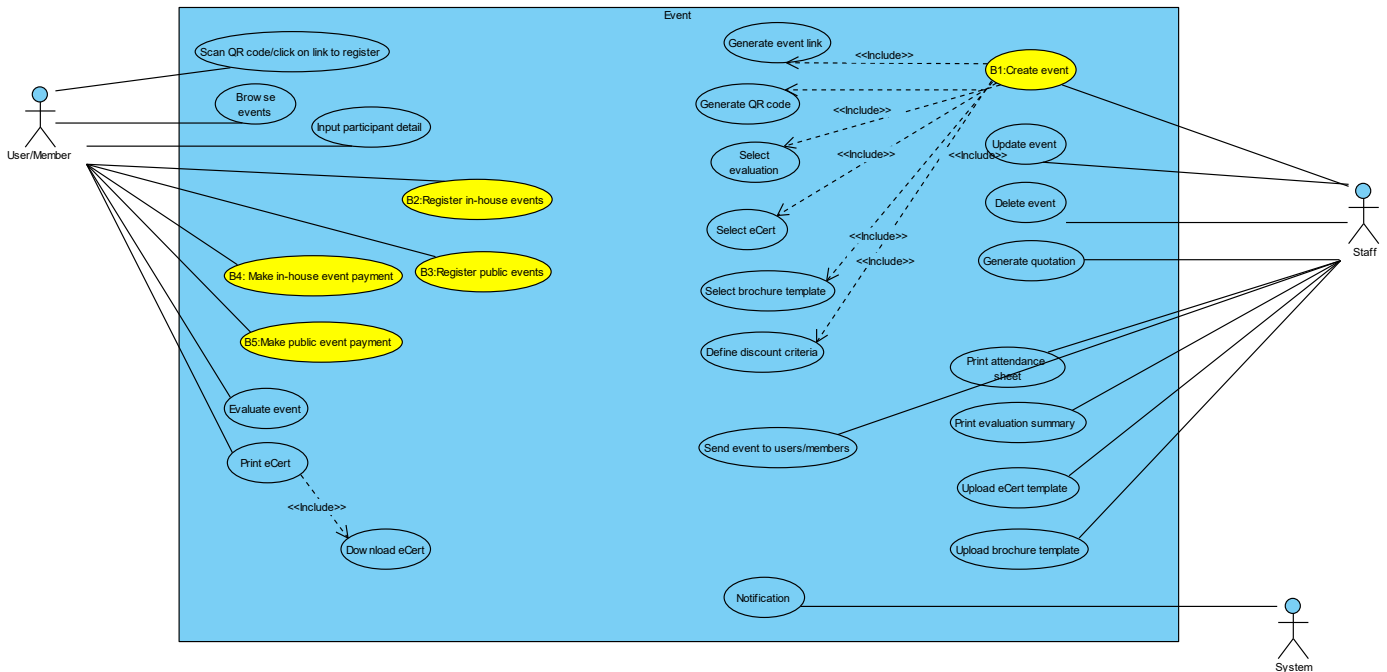 Event
Scan QR code/click on link to register
Browse
events
Input participant detail
User/Member
B2:Register in-house events
B3:Register public events
B4: Make in-house event payment
B5:Make public event payment
Evaluate event
Print eCert
<<Include>>
Download eCert
Generate event link
<<Include>>
B1:Create event
Generate QR code
<<Include>>
Select
evaluation
<<Include>>
<<Include>>
Update event
Select eCert
<<Include>>
<<Include>>
Delete event
Staff
Generate quotation
Select brochure template
Define discount criteria
Print attendance
sheet
Print evaluation summary
Send event to users/members
Upload eCert template
Upload brochure template
Notification
System